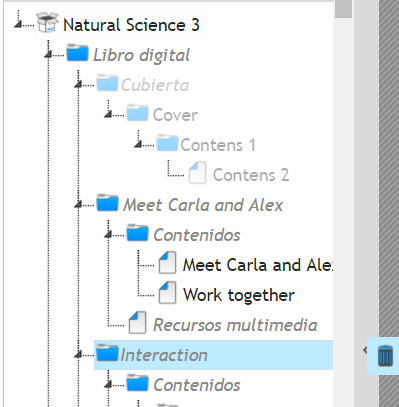 Natural Science 3
Libro digital
Cubierta
Cover
Contens 1
Contens 2
Meet Carla and Alex
Contenidos
Meet Carla and Ale
Work together
Recursos multimedia
Interaction
Contenidos